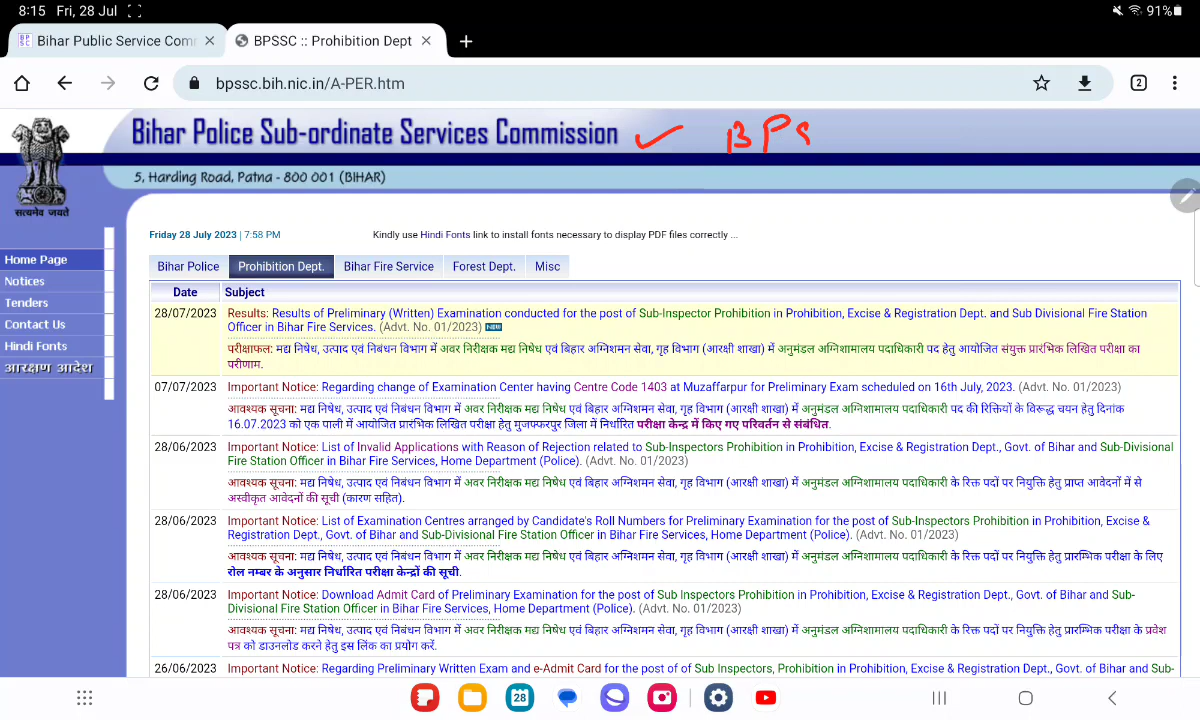 8:15 Fri, 28 Jul 91%
Bihar Public Service Com BPSSC :: Prohibition Dept
bpssc.bih.nic.in/A-PER.htm 2
Bihar Police Sub-ordinate Services Commission BPS
5, Harding Road, Patna - 800 001 (BIHAR)
सत्यमेव जयते
Friday 28 July 2023 | 7:58 PM Kindly use Hindi Fonts link to install fonts necessary to display PDF files correctly ...
Home Page
Notices
Tenders
Contact Us
Hindi Fonts
आरक्षण आदेश
Bihar Police Prohibition Dept. Bihar Fire Service Forest Dept. Misc
Date Subject
28/07/2023 Results: Results of Preliminary (Written) Examination conducted for the post of Sub-Inspector Prohibition in Prohibition, Excise & Registration Dept. and Sub Divisional Fire Station
Officer in Bihar Fire Services. (Advt. No. 01/2023) NEW
परीक्षाफल: मद्य निषेध, उत्पाद एवं निबंधन विभाग में अवर निरीक्षक मद्य निषेध एवं बिहार अग्निशमन सेवा, गृह विभाग (आरक्षी शाखा) में अनुमंडल अग्निशामालय पदाधिकारी पद हेतु आयोजित संयुक्त प्रारंभिक लिखित परीक्षा का
परीणाम.
07/07/2023 Important Notice: Regarding change of Examination Center having Centre Code 1403 at Muzaffarpur for Preliminary Exam scheduled on 16th July, 2023. (Advt. No. 01/2023)
आवश्यक सूचना: मद्य निषेध, उत्पाद एवं निबंधन विभाग में अवर निरीक्षक मद्य निषेध एवं बिहार अग्निशमन सेवा, गृह विभाग (आरक्षी शाखा) में अनुमंडल अग्निशामालय पदाधिकारी पद की रिक्तियों के विरूद्ध चयन हेतु दिनांक
16.07.2023 को एक पाली में आयोजित प्रारंभिक लिखित परीक्षा हेतु मुजफ्फरपुर जिला में निर्धारित परीक्षा केन्द्र में किए गए परिवर्तन से संबंधित.
28/06/2023 Important Notice: List of Invalid Applications with Reason of Rejection related to Sub-Inspectors Prohibition in Prohibition, Excise & Registration Dept., Govt. of Bihar and Sub-Divisional
Fire Station Officer in Bihar Fire Services, Home Department (Police). (Advt. No. 01/2023)
आवश्यक सूचना: मद्य निषेध, उत्पाद एवं निबंधन विभाग में अवर निरीक्षक मद्य निषेध एवं बिहार अग्निशमन सेवा, गृह विभाग (आरक्षी शाखा) में अनुमंडल अग्निशामालय पदाधिकारी के रिक्त पदों पर नियुक्ति हेतु प्राप्त आवेदनों में से
अस्वीकृत आवेदनों की सूची (कारण सहित).
28/06/2023 Important Notice: List of Examination Centres arranged by Candidate's Roll Numbers for Preliminary Examination for the post of Sub-Inspectors Prohibition in Prohibition, Excise &
Registration Dept., Govt. of Bihar and Sub-Divisional Fire Station Officer in Bihar Fire Services, Home Department (Police). (Advt. No. 01/2023)
आवश्यक सूचना: मद्य निषेध, उत्पाद एवं निबंधन विभाग में अवर निरीक्षक मद्य निषेध एवं बिहार अग्निशमन सेवा, गृह विभाग (आरक्षी शाखा) में अनुमंडल अग्निशामालय पदाधिकारी के रिक्त पदों पर नियुक्ति हेतु प्रारम्भिक परीक्षा के लिए
रोल नम्बर के अनुसार निर्धारित परीक्षा केन्द्रों की सूची.
28/06/2023 Important Notice: Download Admit Card of Preliminary Examination for the post of Sub Inspectors Prohibition in Prohibition, Excise & Registration Dept., Govt. of Bihar and Sub-
Divisional Fire Station Officer in Bihar Fire Services, Home Department (Police). (Advt. No. 01/2023)
आवश्यक सूचना: मद्य निषेध, उत्पाद एवं निबंधन विभाग में अवर निरीक्षक मद्य निषेध एवं बिहार अग्निशमन सेवा, गृह विभाग (आरक्षी शाखा) में अनुमंडल अग्निशामालय पदाधिकारी के रिक्त पदों पर नियुक्ति हेतु प्रारम्भिक परीक्षा के प्रवेश
पत्र को डाउनलोड करने हेतु इस लिंक का प्रयोग करें.
26/06/2023 Important Notice: Regarding Preliminary Written Exam and e-Admit Card for the post of of Sub Inspectors, Prohibition in Prohibition, Excise & Registration Dept., Govt. of Bihar and Sub-
28